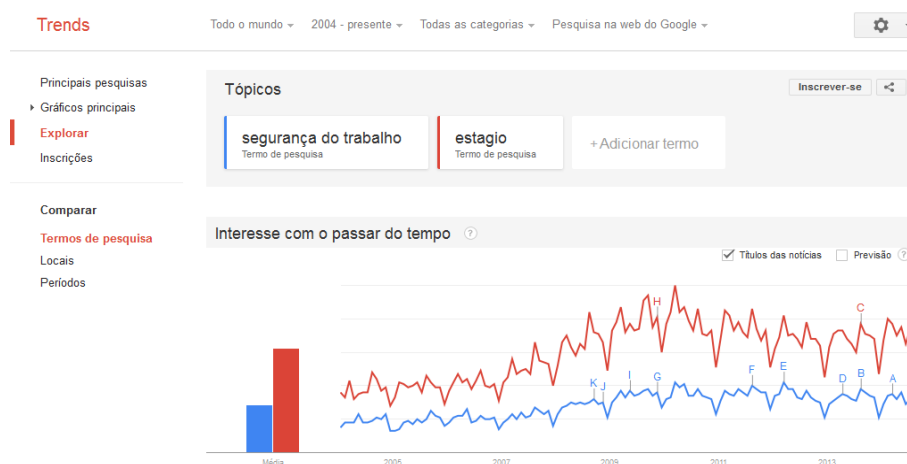 Trends
Todo o mundo 2004 - presente Todas as categorias Pesquisa na web do Google
Principais pesquisas
Gráficos principais
Explorar
Inscrições
Comparar
Termos de pesquisa
Locais
Períodos
Tópicos
Inscrever-se
segurança do trabalho
Termo de pesquisa
estagio
Termo de pesquisa
+Adicionar termo
Interesse com o passar do tempo ?
Títulos das notícias Previsão ?
H
C
K J I G F E D B A
Média 2005 2007 2009 2011 2013